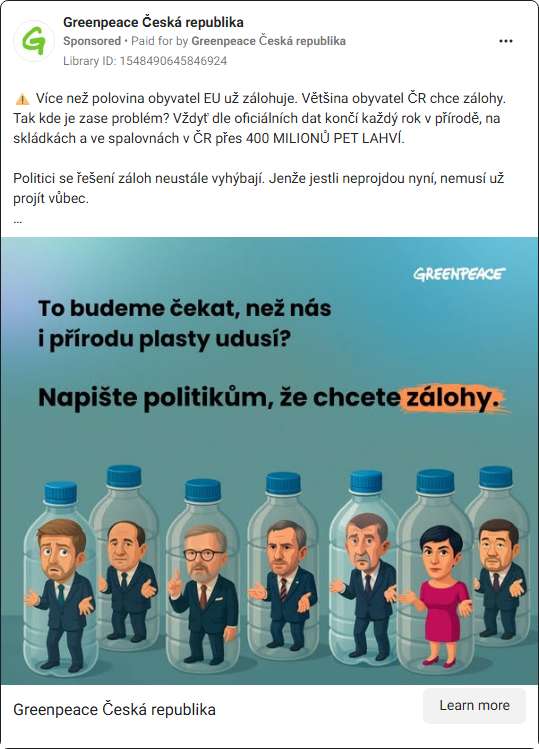 Greenpeace Česká republika
Sponsored • Paid for by Greenpeace Česká republika
Library ID: 1548490645846924
⚠️ Více než polovina obyvatel EU už zálohuje. Většina obyvatel ČR chce zálohy.
Tak kde je zase problém? Vždyť dle oficiálních dat končí každý rok v přírodě, na
skládkách a ve spalovnách v ČR přes 400 MILIONŮ PET LAHVÍ.
Politici se řešení záloh neustále vyhýbají. Jenže jestli neprojdou nyní, nemusí už
projít vůbec.
...
GREENPEACE
To budeme čekat, než nás
i přírodu plasty udusí?
Napište politikům, že chcete zálohy.
Greenpeace Česká republika
Learn more